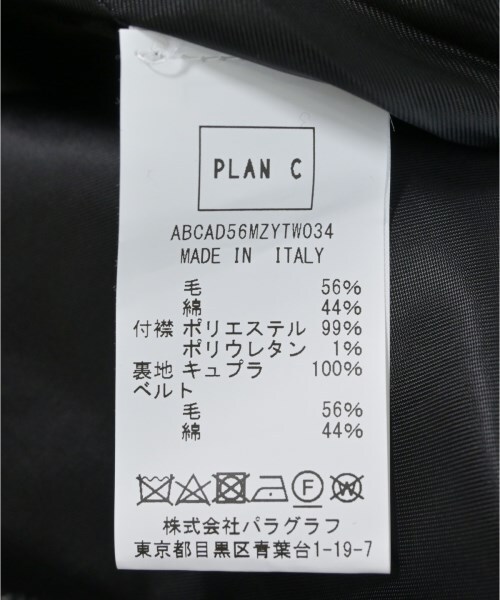 PLAN C
ABCAD56MZYTW034
MADE IN ITALY
毛 56%
綿 44%
付襟 ポリエステル 99%
ポリウレタン 1%
裏地 キュプラ 100%
ベルト
毛 56%
綿 44%
F W
株式会社パラグラフ
東京都目黒区青葉台1-19-7